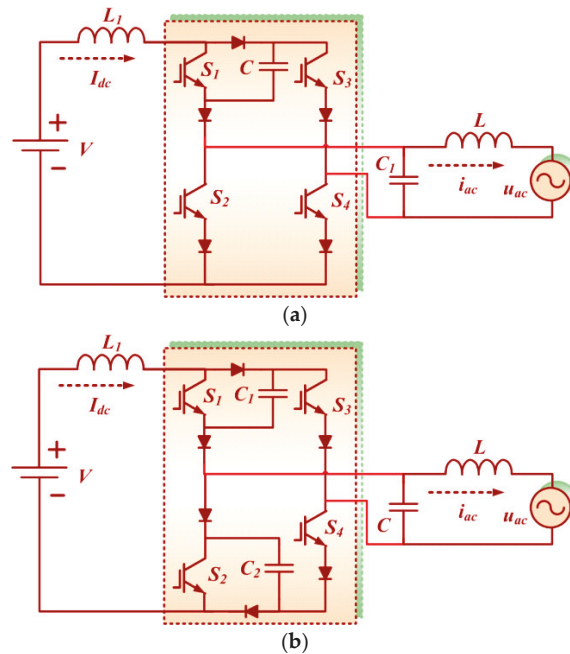 L1
Idc
S1
C
S3
+
V
−
S2
S4
C1
L
iac
uac
(a)
L1
Idc
S1
C1
S3
+
V
−
S2
C2
S4
C
L
iac
uac
(b)